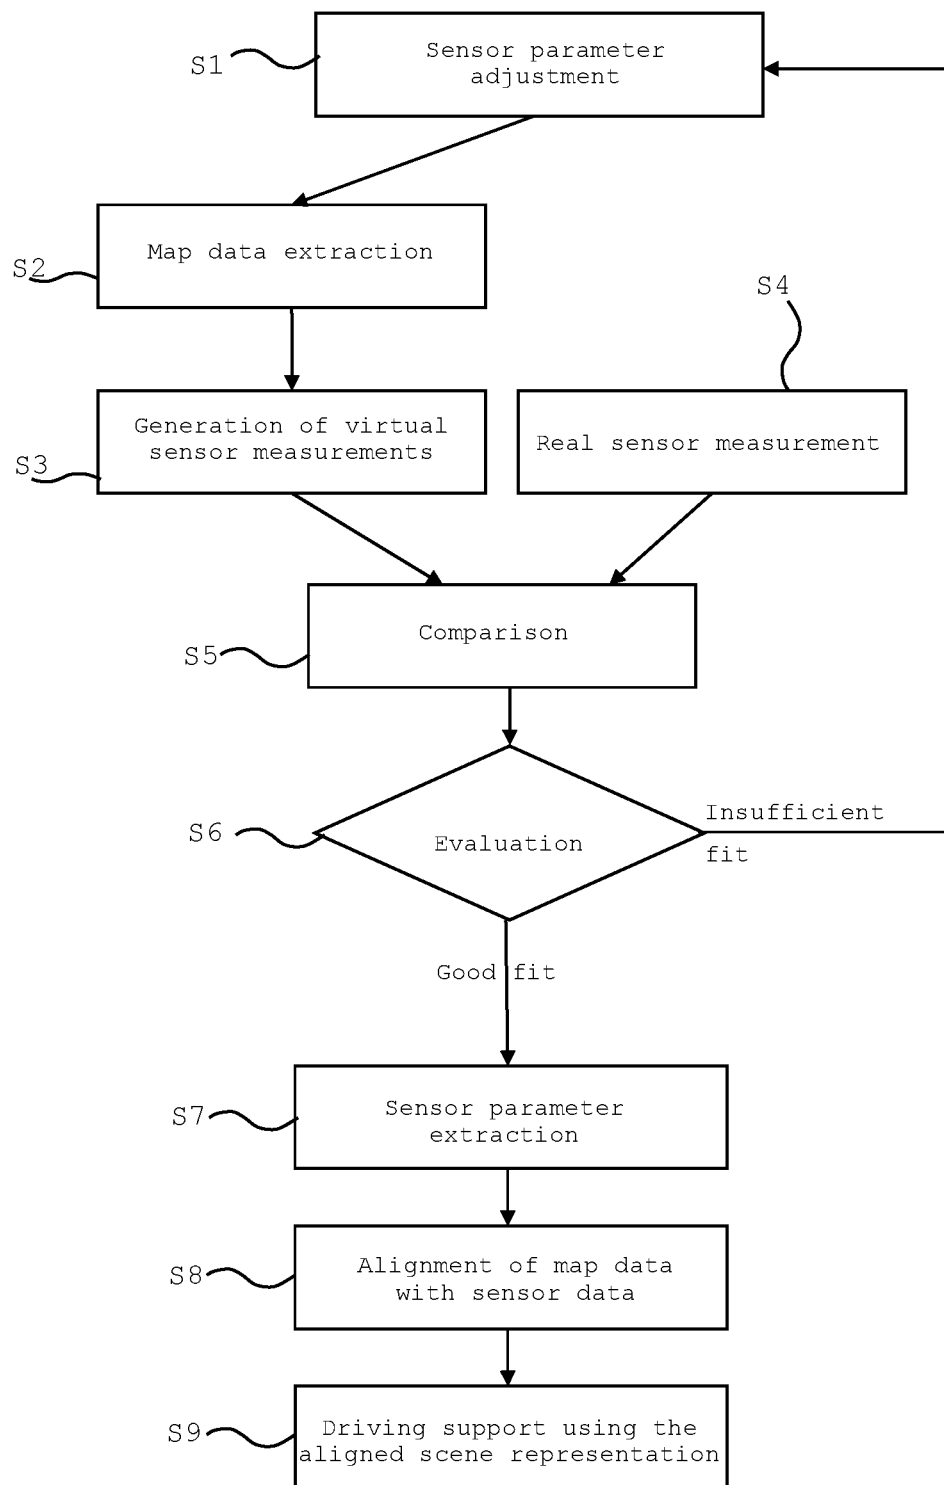 S1
Sensor parameter
adjustment
S2
Map data extraction
S4
S3
Generation of virtual
sensor measurements
Real sensor measurement
S5
Comparison
S6
Evaluation
Insufficient
fit
Good fit
S7
Sensor parameter
extraction
S8
Alignment of map data
with sensor data
S9
Driving support using the
aligned scene representation